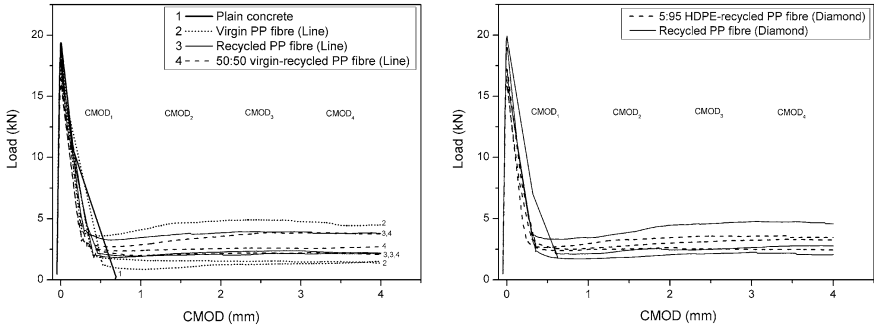 1 Plain concrete
2 Virgin PP fibre (Line)
3 Recycled PP fibre (Line)
4 50:50 virgin-recycled PP fibre (Line)
Load (kN)
20
15
10
5
0
CMOD1 CMOD2 CMOD3 CMOD4
2
3,4
4
3,3.4
2
0 1 2 3 4
CMOD (mm)
5:95 HDPE-recycled PP fibre (Diamond)
Recycled PP fibre (Diamond)
Load (kN)
20
15
10
5
0
CMOD1 CMOD2 CMOD3 CMOD4
0 1 2 3 4
CMOD (mm)